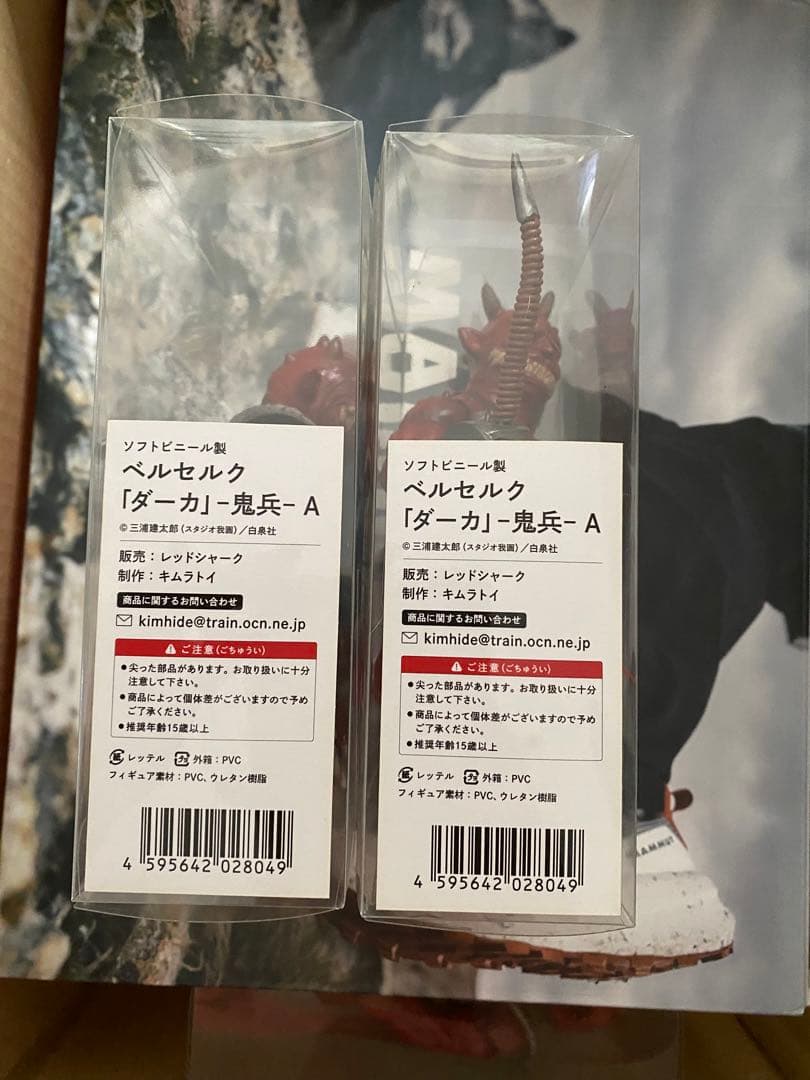 ソフトビニール製
ベルセルク
「ダーカ」-鬼兵- A
© 三浦建太郎(スタジオ我画)/白泉社
販売:レッドシャーク
制作:キムラトイ
商品に関するお問い合わせ
kimhide@train.ocn.ne.jp
ご注意(ごちゅうい)
●尖った部品があります。お取り扱いに十分
注意して下さい。
●商品によって個体差がございますので予め
ご了承ください。
●推奨年齢15歳以上
紙 レッテル プラ 外箱:PVC
フィギュア素材:PVC、ウレタン樹脂
4 595642 028049
ソフトビニール製
ベルセルク
「ダーカ」-鬼兵- A
© 三浦建太郎(スタジオ我画)/白泉社
販売:レッドシャーク
制作:キムラトイ
商品に関するお問い合わせ
kimhide@train.ocn.ne.jp
ご注意(ごちゅうい)
●尖った部品があります。お取り扱いに十分
注意して下さい。
●商品によって個体差がございますので予め
ご了承ください。
●推奨年齢15歳以上
紙 レッテル プラ 外箱:PVC
フィギュア素材:PVC、ウレタン樹脂
4 595642 028049
MAMMUT